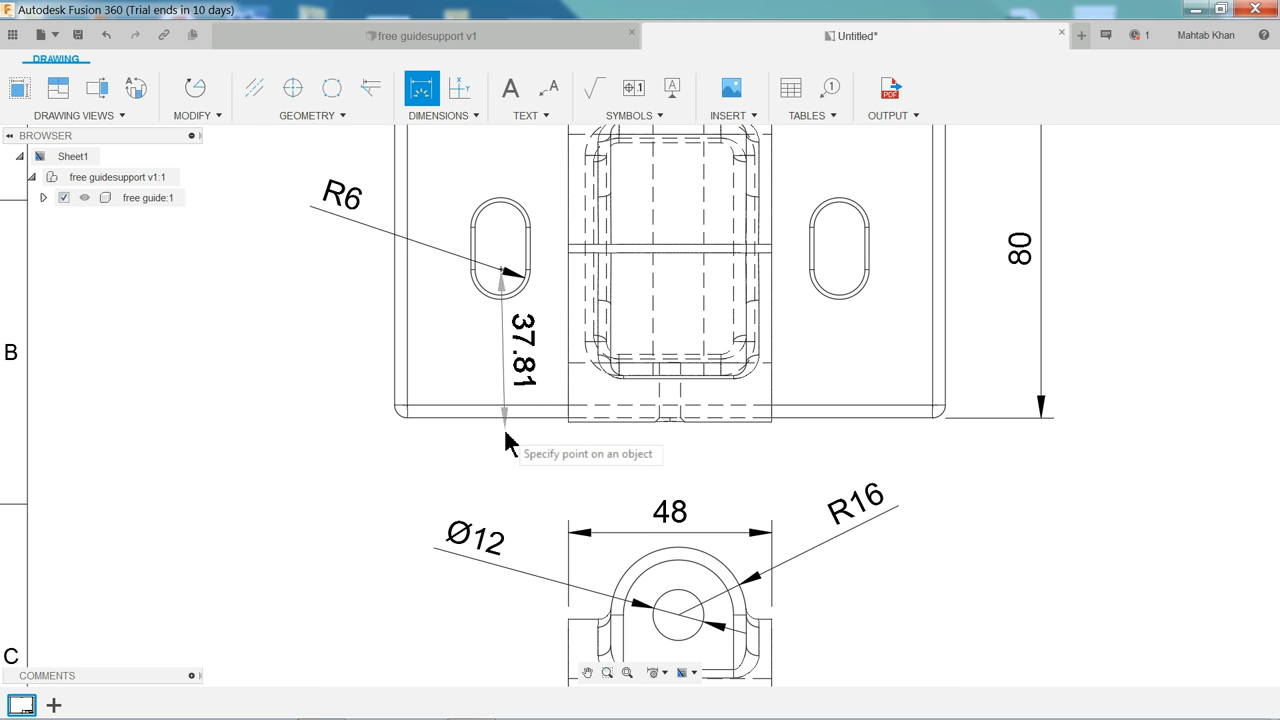 Autodesk Fusion 360 (Trial ends in 10 days)
free guidesupport v1
Untitled*
1
Mahtab Khan
DRAWING
DRAWING VIEWS
MODIFY
GEOMETRY
DIMENSIONS
TEXT
SYMBOLS
INSERT
TABLES
OUTPUT
BROWSER
Sheet1
free guidesupport v1:1
free guide:1
R6
80
37.81
B
Specify point on an object
48
R16
Ø12
C
COMMENTS